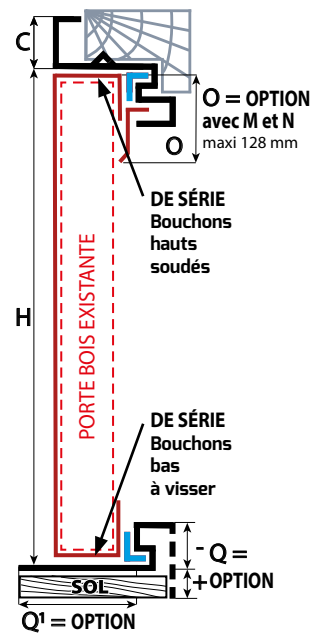 C
O = OPTION
avec M et N
maxi 128 mm
O
DE SÉRIE
Bouchons
hauts
soudés
H
PORTE BOIS EXISTANTE
DE SÉRIE
Bouchons
bas
à visser
- Q =
+ OPTION
SOL
Q¹ = OPTION